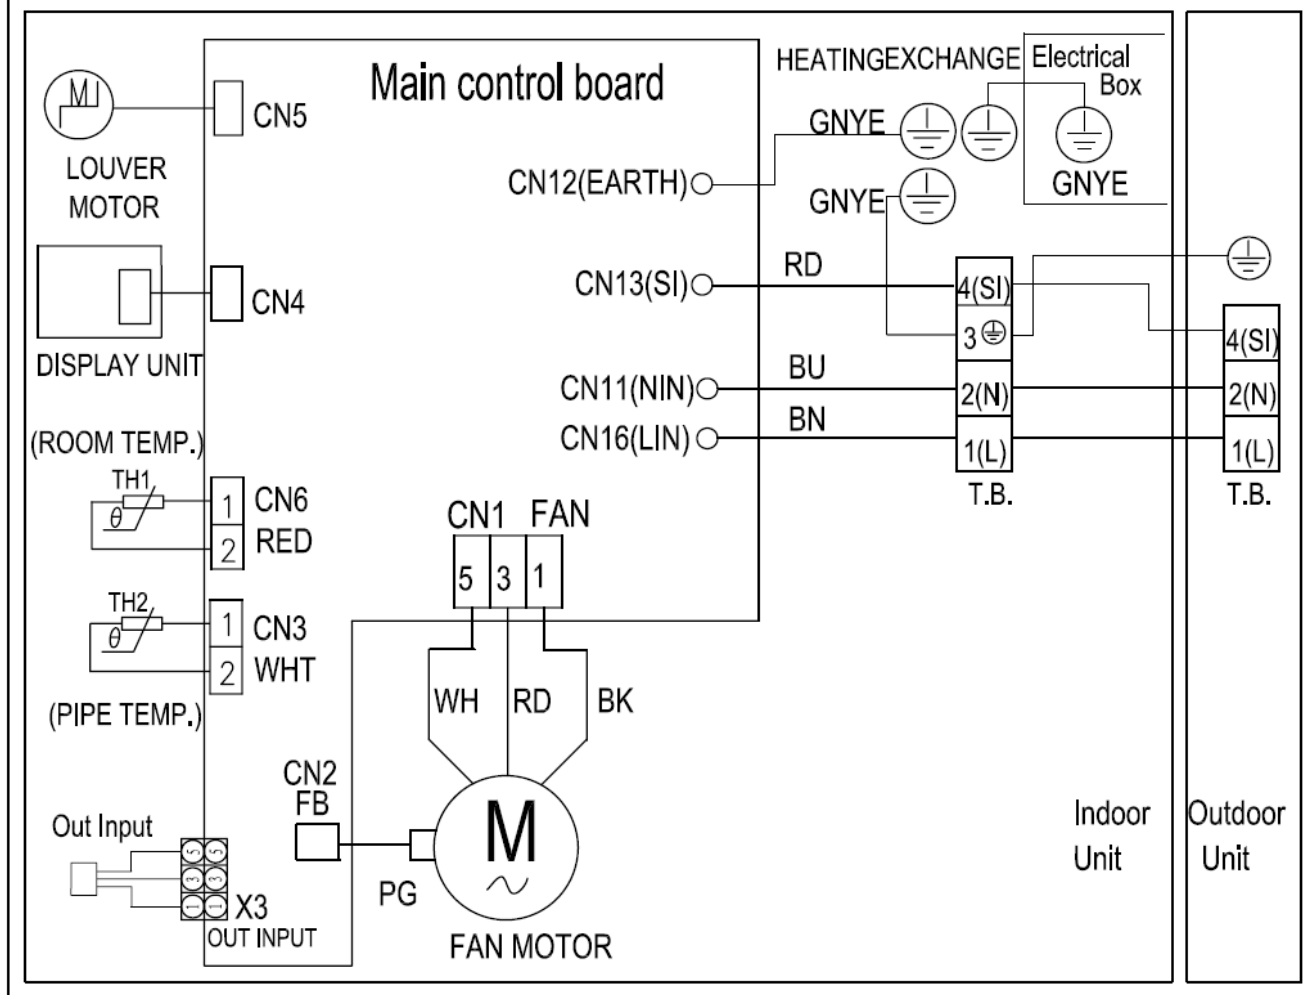 Main control board
HEATINGEXCHANGE
Electrical
Box
M
CN5
LOUVER
MOTOR
GNYE
GNYE
CN12(EARTH)
GNYE
CN13(SI)
RD
4(SI)
3
CN4
DISPLAY UNIT
4(SI)
CN11(NIN)
BU
2(N)
2(N)
CN16(LIN)
BN
1(L)
1(L)
T.B.
T.B.
(ROOM TEMP.)
TH1
θ
1
2
CN6
RED
CN1 FAN
5 3 1
TH2
θ
1
2
CN3
WHT
(PIPE TEMP.)
WH RD BK
CN2
FB
M
PG
FAN MOTOR
Out Input
5 5
3 3
1 1
X3
OUT INPUT
Indoor
Unit
Outdoor
Unit